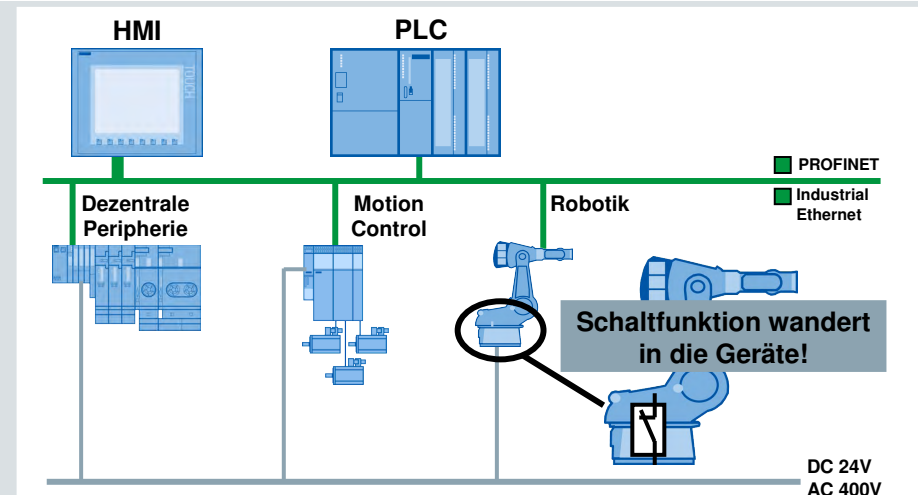 HMI
PLC
TOUCH
PROFINET
Industrial
Ethernet
Dezentrale
Peripherie
Motion
Control
Robotik
Schaltfunktion wandert
in die Geräte!
DC 24V
AC 400V